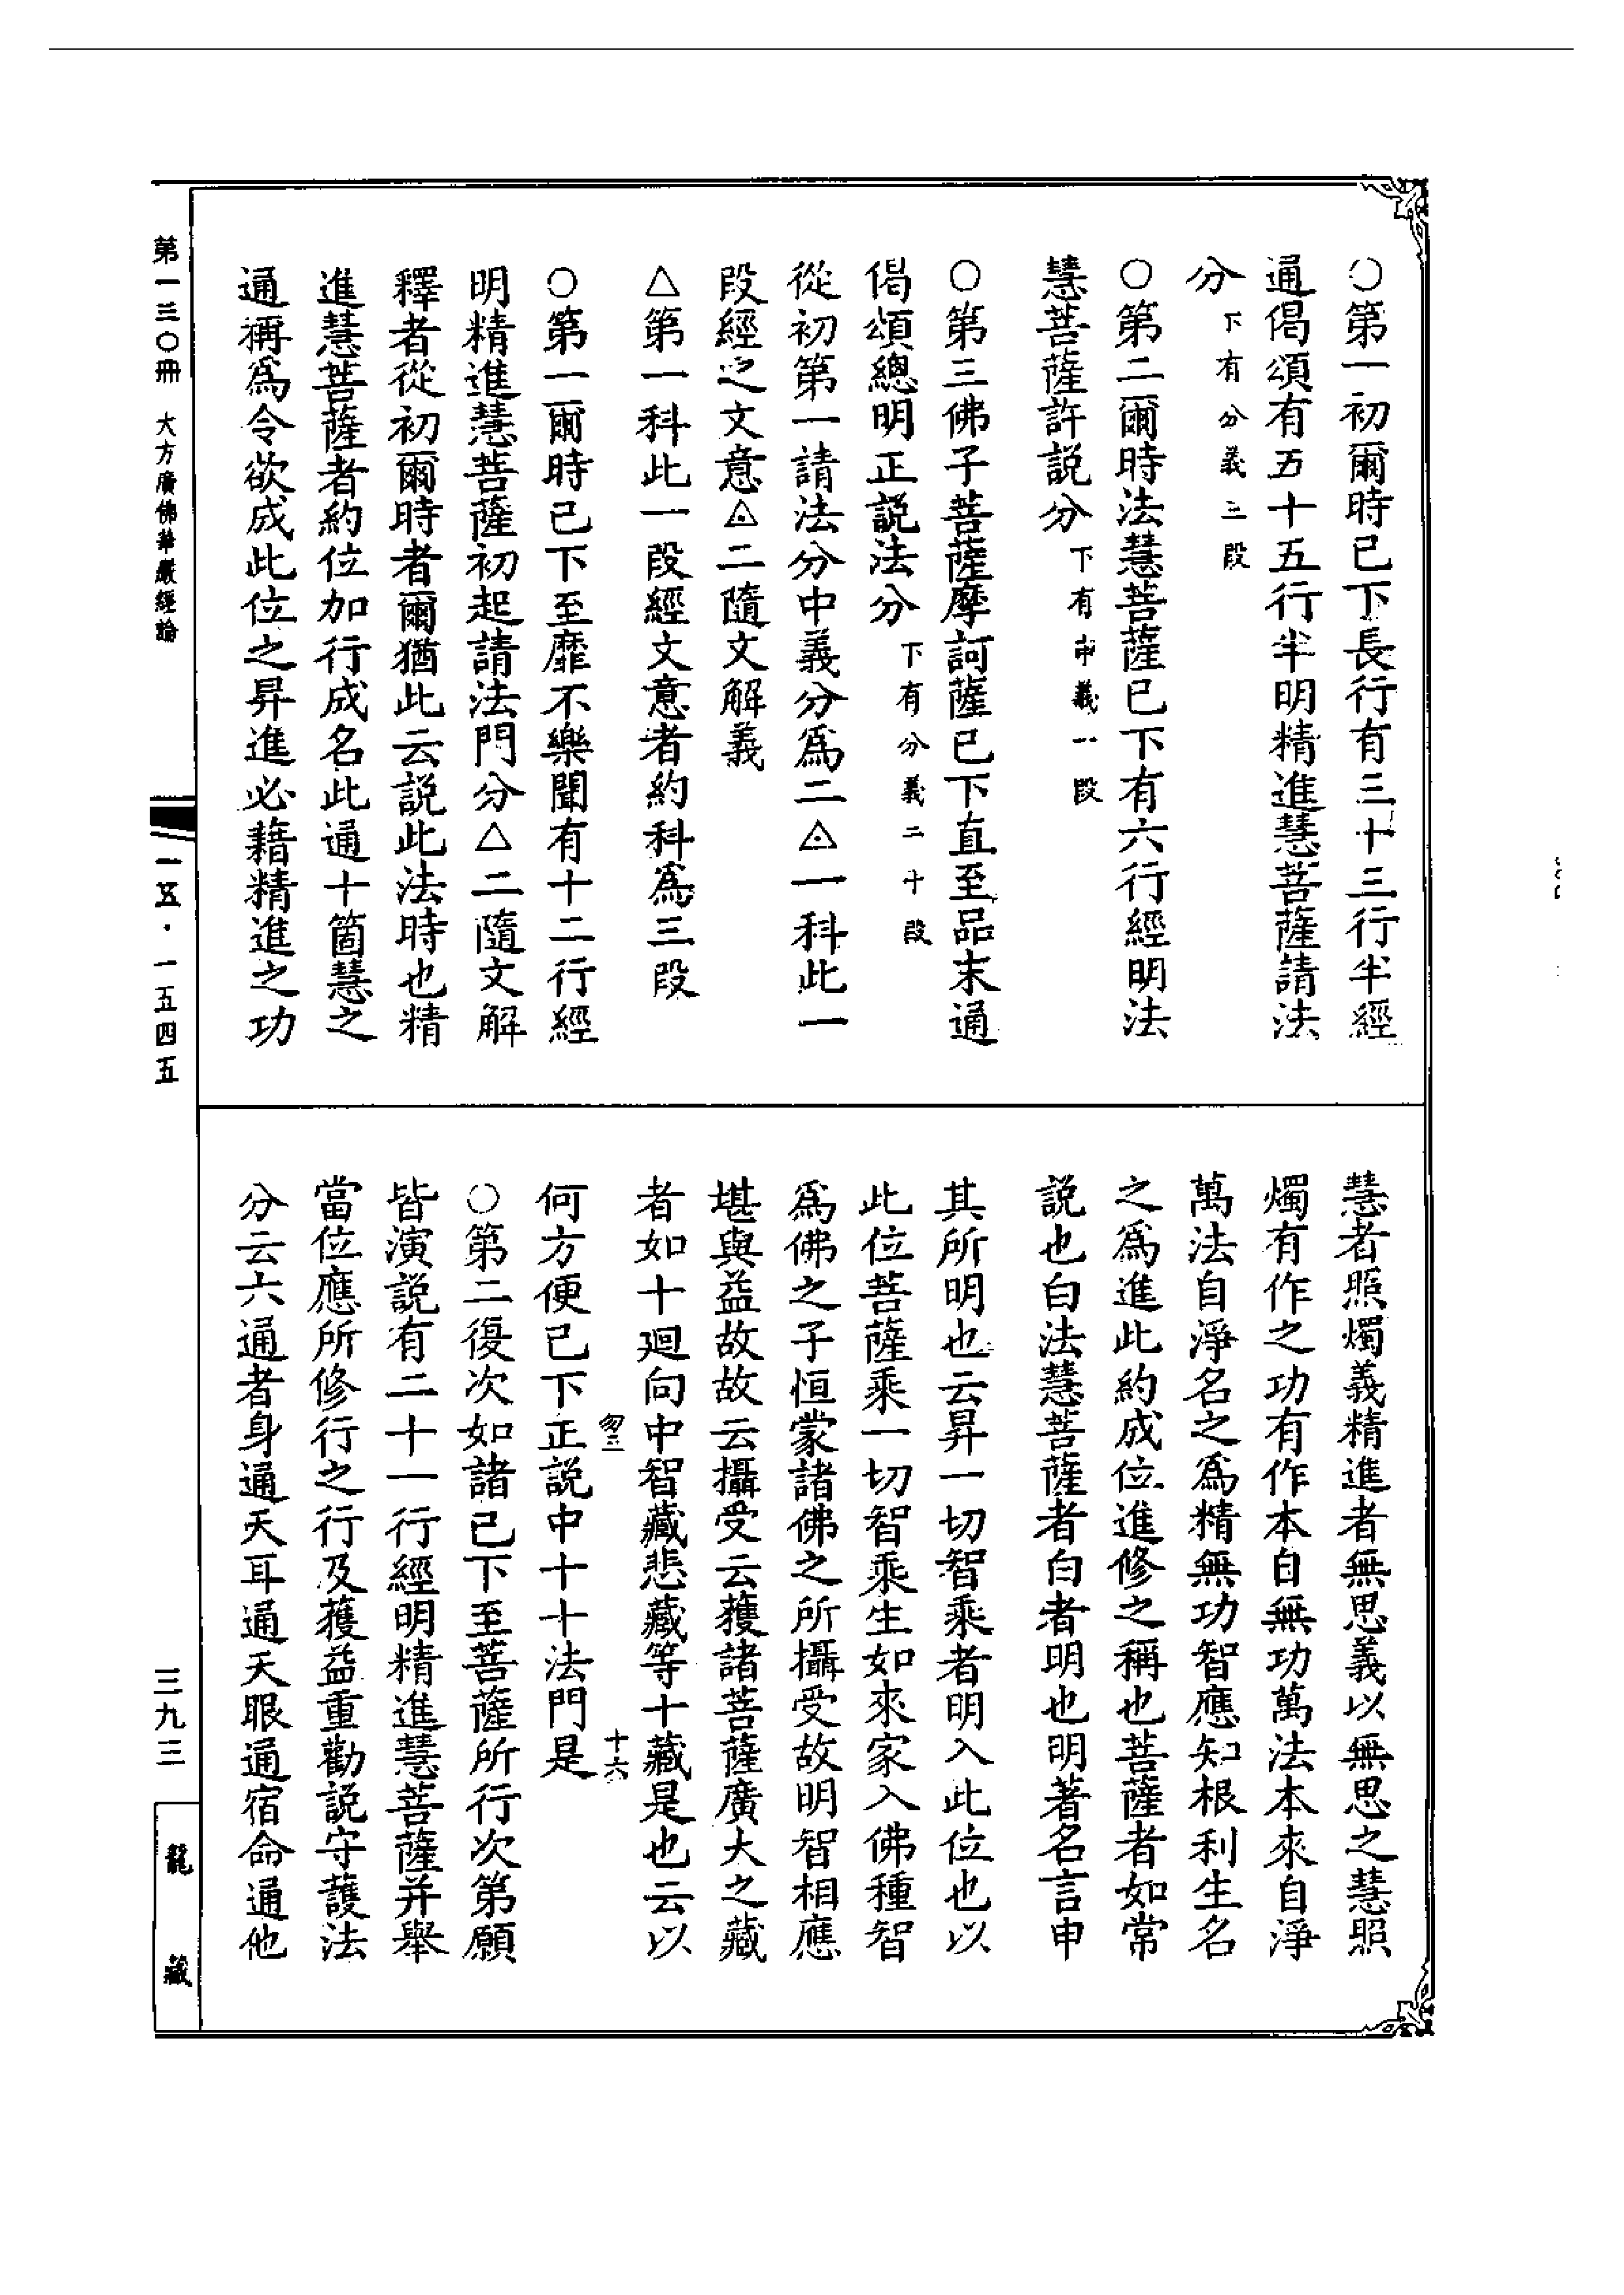 ○第一初爾時已下長行有三十三行半經
通偈頌有五十五行半明精進慧菩薩請法
分下有分義三段
○第二爾時法慧菩薩已下有六行經明法
慧菩薩許説分下有申義一段
○第三佛子菩薩摩訶薩已下直至品末通
偈頌總明正説法分下有分義二十段
從初第一請法分中義分爲二◬一科此一
段經之文意◬二隨文解義
△第一科此一段經文意者約科爲三段
○第一爾時已下至靡不樂聞有十二行經
明精進慧菩薩初起請法門分△二隨文解
釋者從初爾時者爾猶此云説此法時也精
進慧菩薩者約位加行成名此通十箇慧之
通稱爲令欲成此位之昇進必藉精進之功
慧者照燭義精進者無思義以無思之慧照
燭有作之功有作本自無功萬法本來自淨
萬法自淨名之爲精無功智應知根利生名
之爲進此約成位進修之稱也菩薩者如常
説也白法慧菩薩者白者明也明著名言申
其所明也云昇一切智乘者明入此位也以
此位菩薩乘一切智乘生如來家入佛種智
爲佛之子恒蒙諸佛之所攝受故明智相應
堪與益故故云攝受云獲諸菩薩廣大之藏
者如十迴向中智藏悲藏等十藏是也云以
勿三
十六
何方便已下正説中十十法門是
○第二復次如諸已下至菩薩所行次第願
皆演説有二十一行經明精進慧菩薩并舉
當位應所修行之行及獲益重勸説守護法
分云六通者身通天耳通天眼通宿命通他
第一三○冊　大方廣佛華嚴經論
一五·一五四五
三九三
龍藏